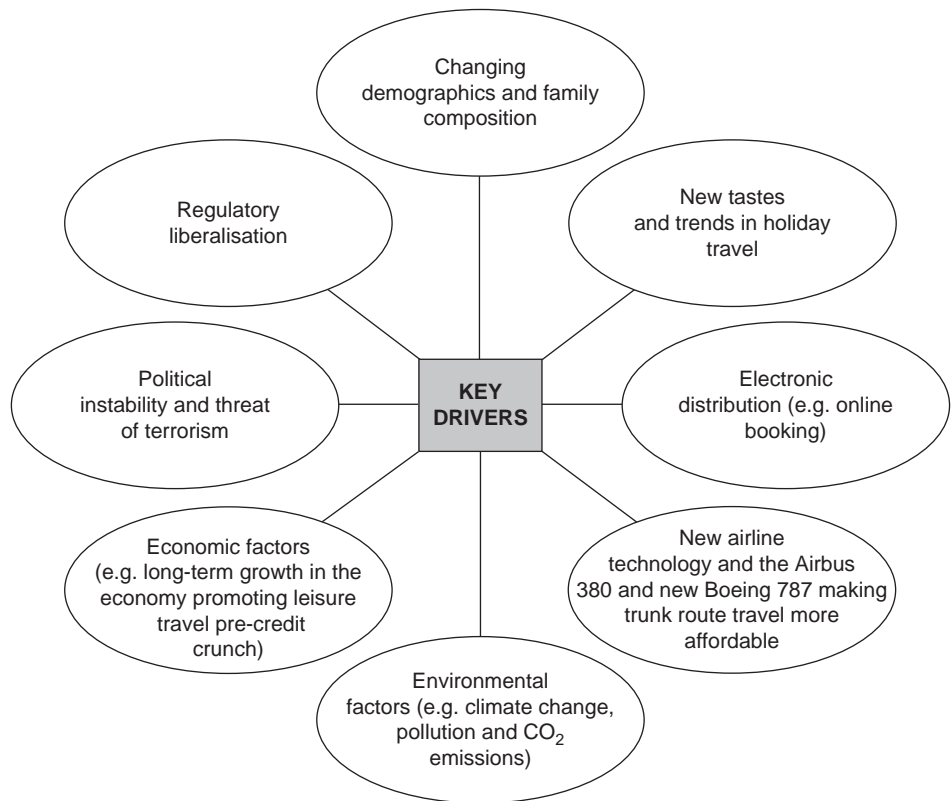 Changing
demographics and family
composition
Regulatory
liberalisation
New tastes
and trends in holiday
travel
Political
instability and threat
of terrorism
KEY
DRIVERS
Electronic
distribution (e.g. online
booking)
Economic factors
(e.g. long-term growth in the
economy promoting leisure
travel pre-credit
crunch)
New airline
technology and the Airbus
380 and new Boeing 787 making
trunk route travel more
affordable
Environmental
factors (e.g. climate change,
pollution and CO₂
emissions)